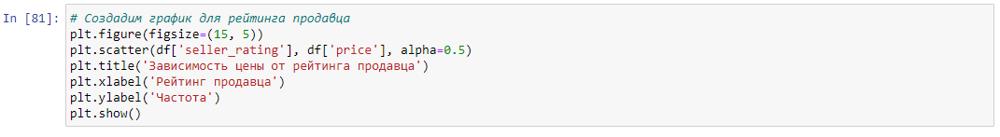 In [81]: # Создадим график для рейтинга продавца
plt.figure(figsize=(15, 5))
plt.scatter(df['seller_rating'], df['price'], alpha=0.5)
plt.title('Зависимость цены от рейтинга продавца')
plt.xlabel('Рейтинг продавца')
plt.ylabel('Частота')
plt.show()